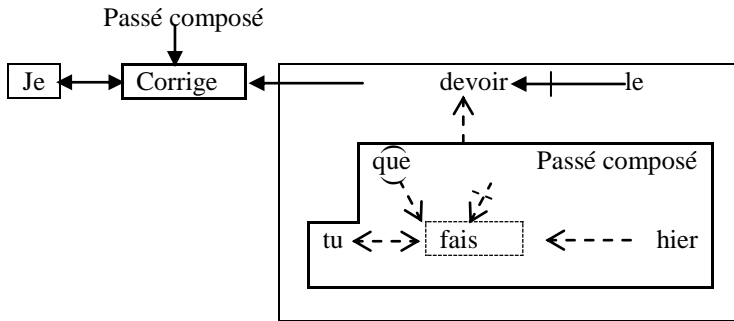 Passé composé
Je Corrige devoir le
que Passé composé
tu fais hier